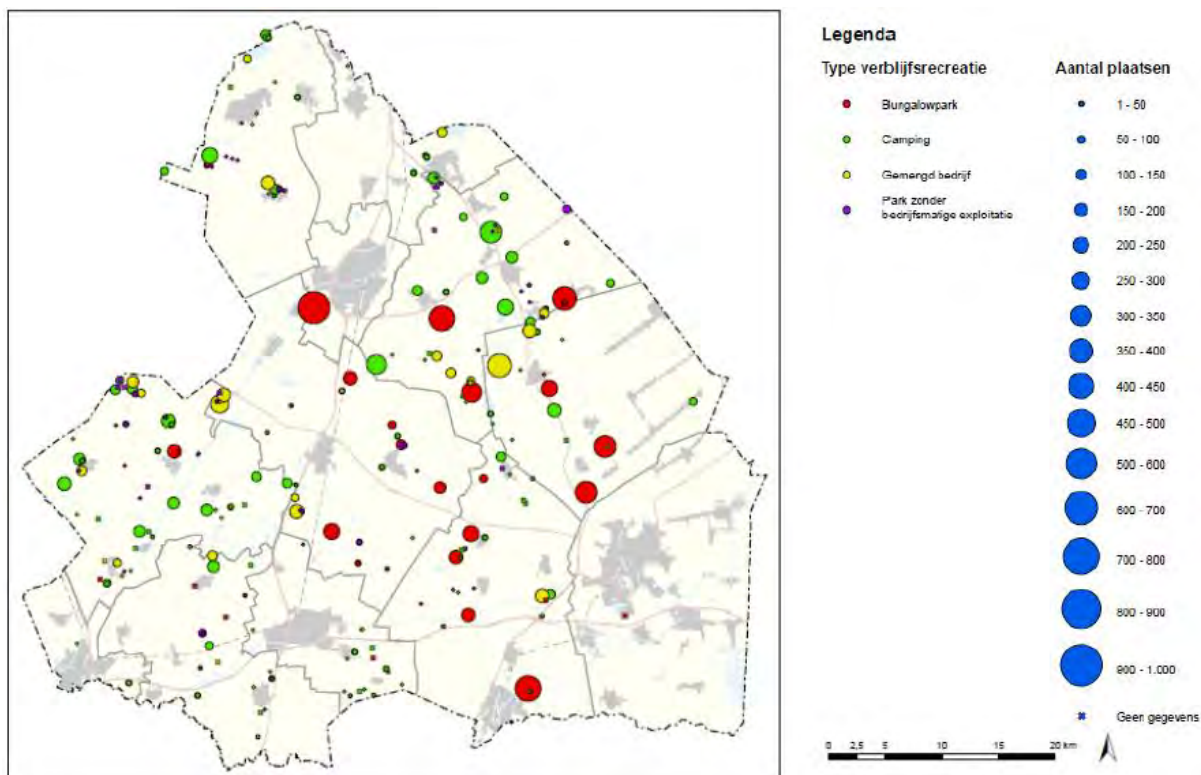 Legenda
Type verblijfsrecreatie
Bungalowpark
Camping
Gemengd bedrijf
Park zonder
bedrijfsmatige exploitatie
Aantal plaatsen
1 - 50
50 - 100
100 - 150
150 - 200
200 - 250
250 - 300
300 - 350
350 - 400
400 - 450
450 - 500
500 - 600
600 - 700
700 - 800
800 - 900
900 - 1.000
Geen gegevens
0 2,5 5 10 15 20 km